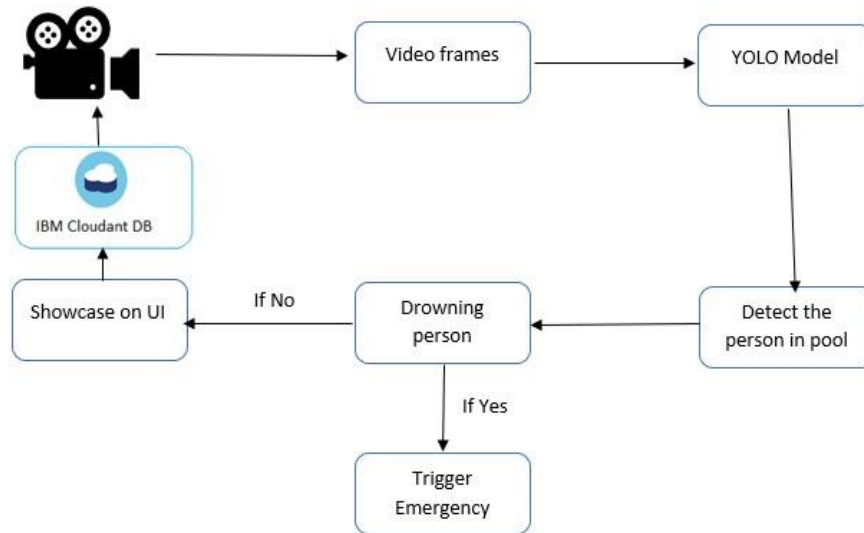 Video frames
YOLO Model
IBM Cloudant DB
Showcase on UI
If No
Drowning
person
Detect the
person in pool
If Yes
Trigger
Emergency